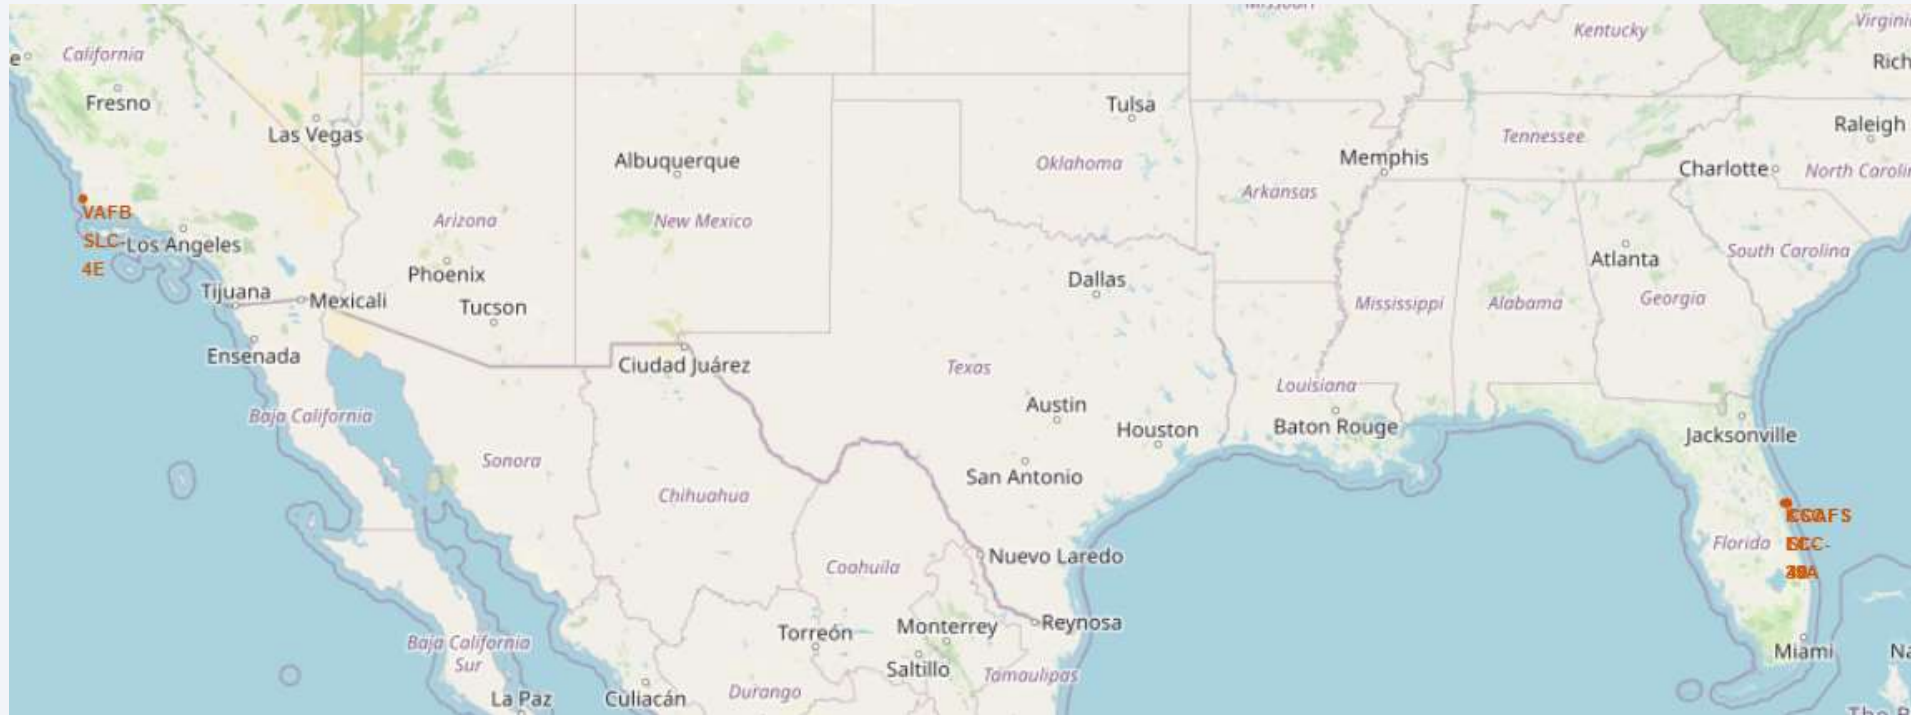 Missouri
Kentucky
Virgini
California
e
Rich
Fresno
Tulsa
Las Vegas
Raleigh
Tennessee
Albuquerque
Oklahoma
Memphis
Charlotte
North Carolin
Arkansas
VAFB
SLC-
4E
Los Angeles
Arizona
New Mexico
South Carolina
Atlanta
Phoenix
Dallas
Tijuana
Mexicali
Tucson
Mississippi
Alabama
Georgia
Ensenada
Ciudad Juárez
Texas
Louisiana
Baja California
Austin
Houston
Baton Rouge
Jacksonville
Sonora
San Antonio
Chihuahua
Florida
Nuevo Laredo
Coahuila
Reynosa
Torreón
Monterrey
Baja California
Sur
Saltillo
Tamaulipas
Miami
Na
La Paz
Culiacán
Durango